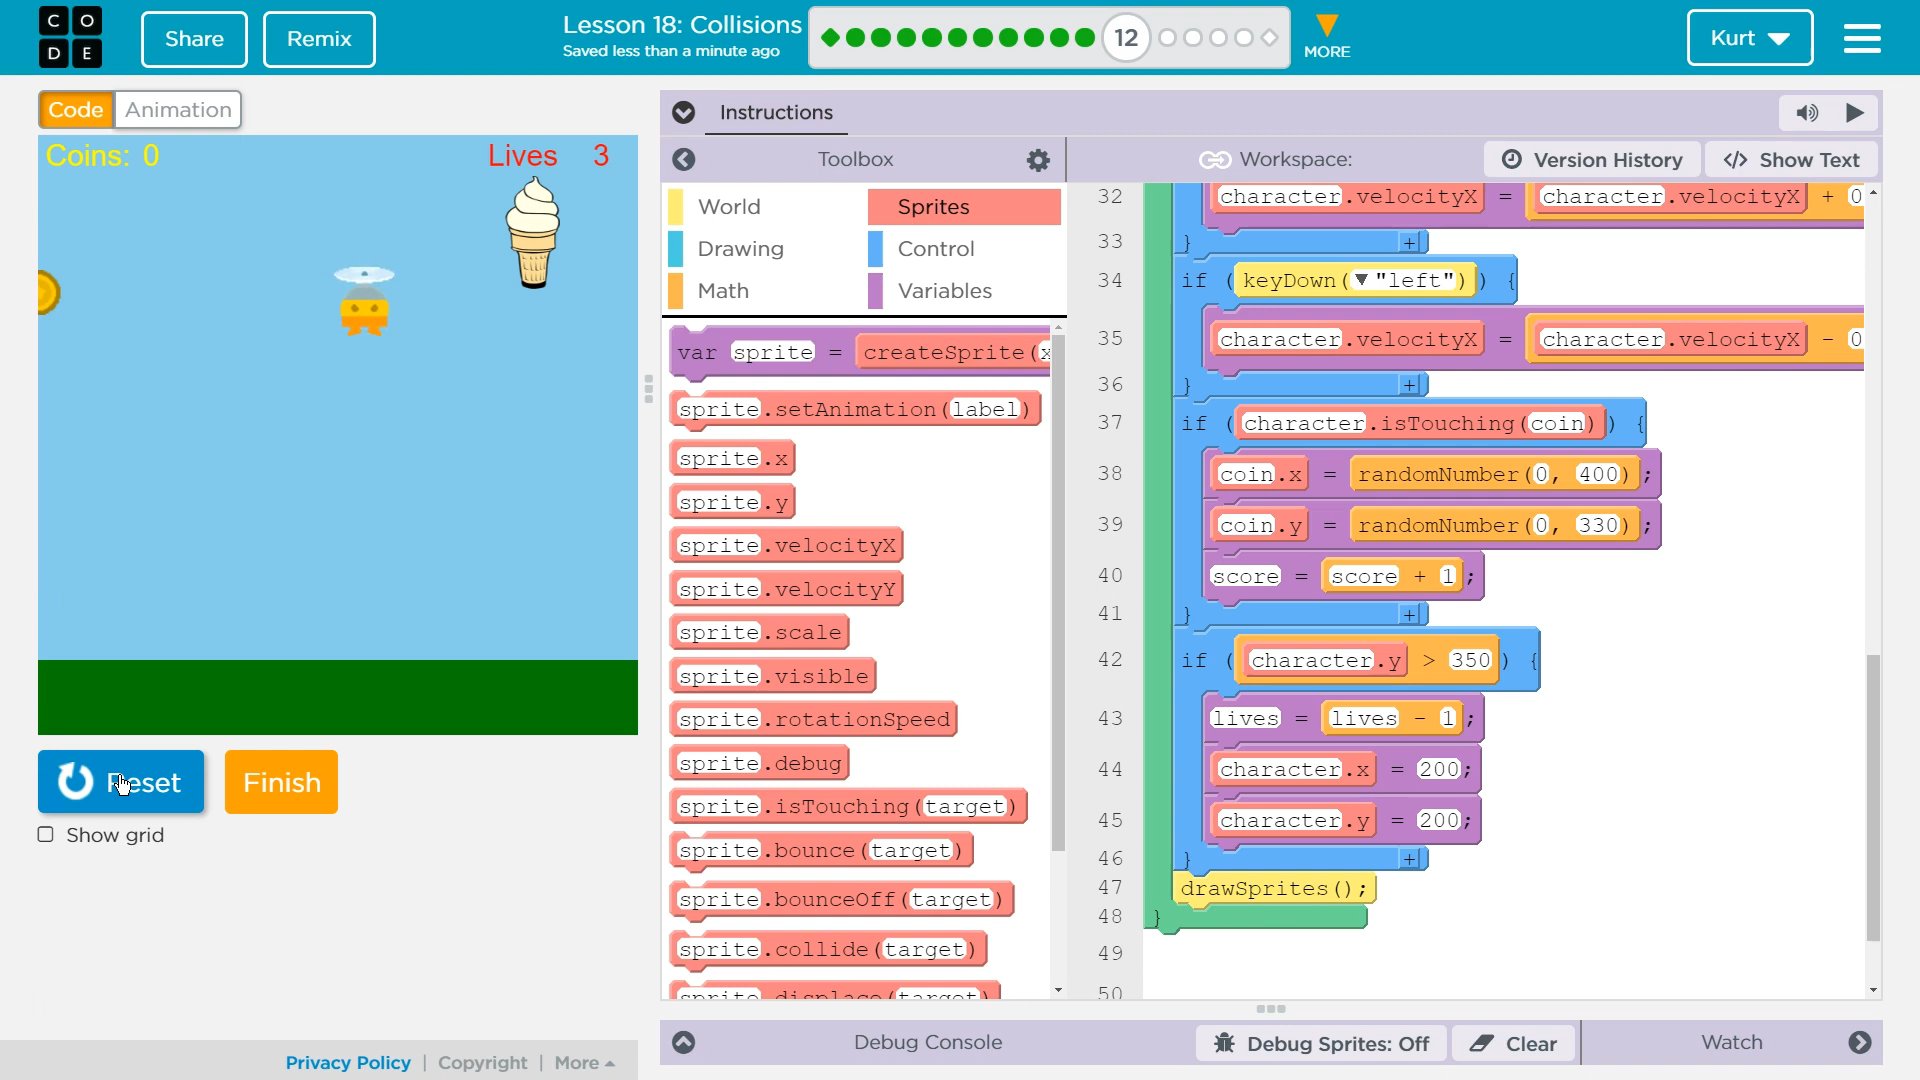 CODE
Share
Remix
Lesson 18: Collisions
Saved less than a minute ago
12
MORE
Kurt
Code
Animation
Coins: 0
Lives 3
Reset
Finish
Show grid
Privacy Policy | Copyright | More
Instructions
Toolbox
World
Sprites
Drawing
Control
Math
Variables
var sprite = createSprite(x
sprite.setAnimation(label)
sprite.x
sprite.y
sprite.velocityX
sprite.velocityY
sprite.scale
sprite.visible
sprite.rotationSpeed
sprite.debug
sprite.isTouching(target)
sprite.bounce(target)
sprite.bounceOff(target)
sprite.collide(target)
sprite.displace(target)
Workspace:
Version History
</> Show Text
32 character.velocityX = character.velocityX + 0
33 } +
34 if (keyDown(▼"left")) {
35 character.velocityX = character.velocityX - 0
36 } +
37 if (character.isTouching(coin)) {
38 coin.x = randomNumber(0, 400);
39 coin.y = randomNumber(0, 330);
40 score = score + 1;
41 } +
42 if (character.y > 350) {
43 lives = lives - 1;
44 character.x = 200;
45 character.y = 200;
46 } +
47 drawSprites();
48 }
49
50
Debug Console
Debug Sprites: Off
Clear
Watch